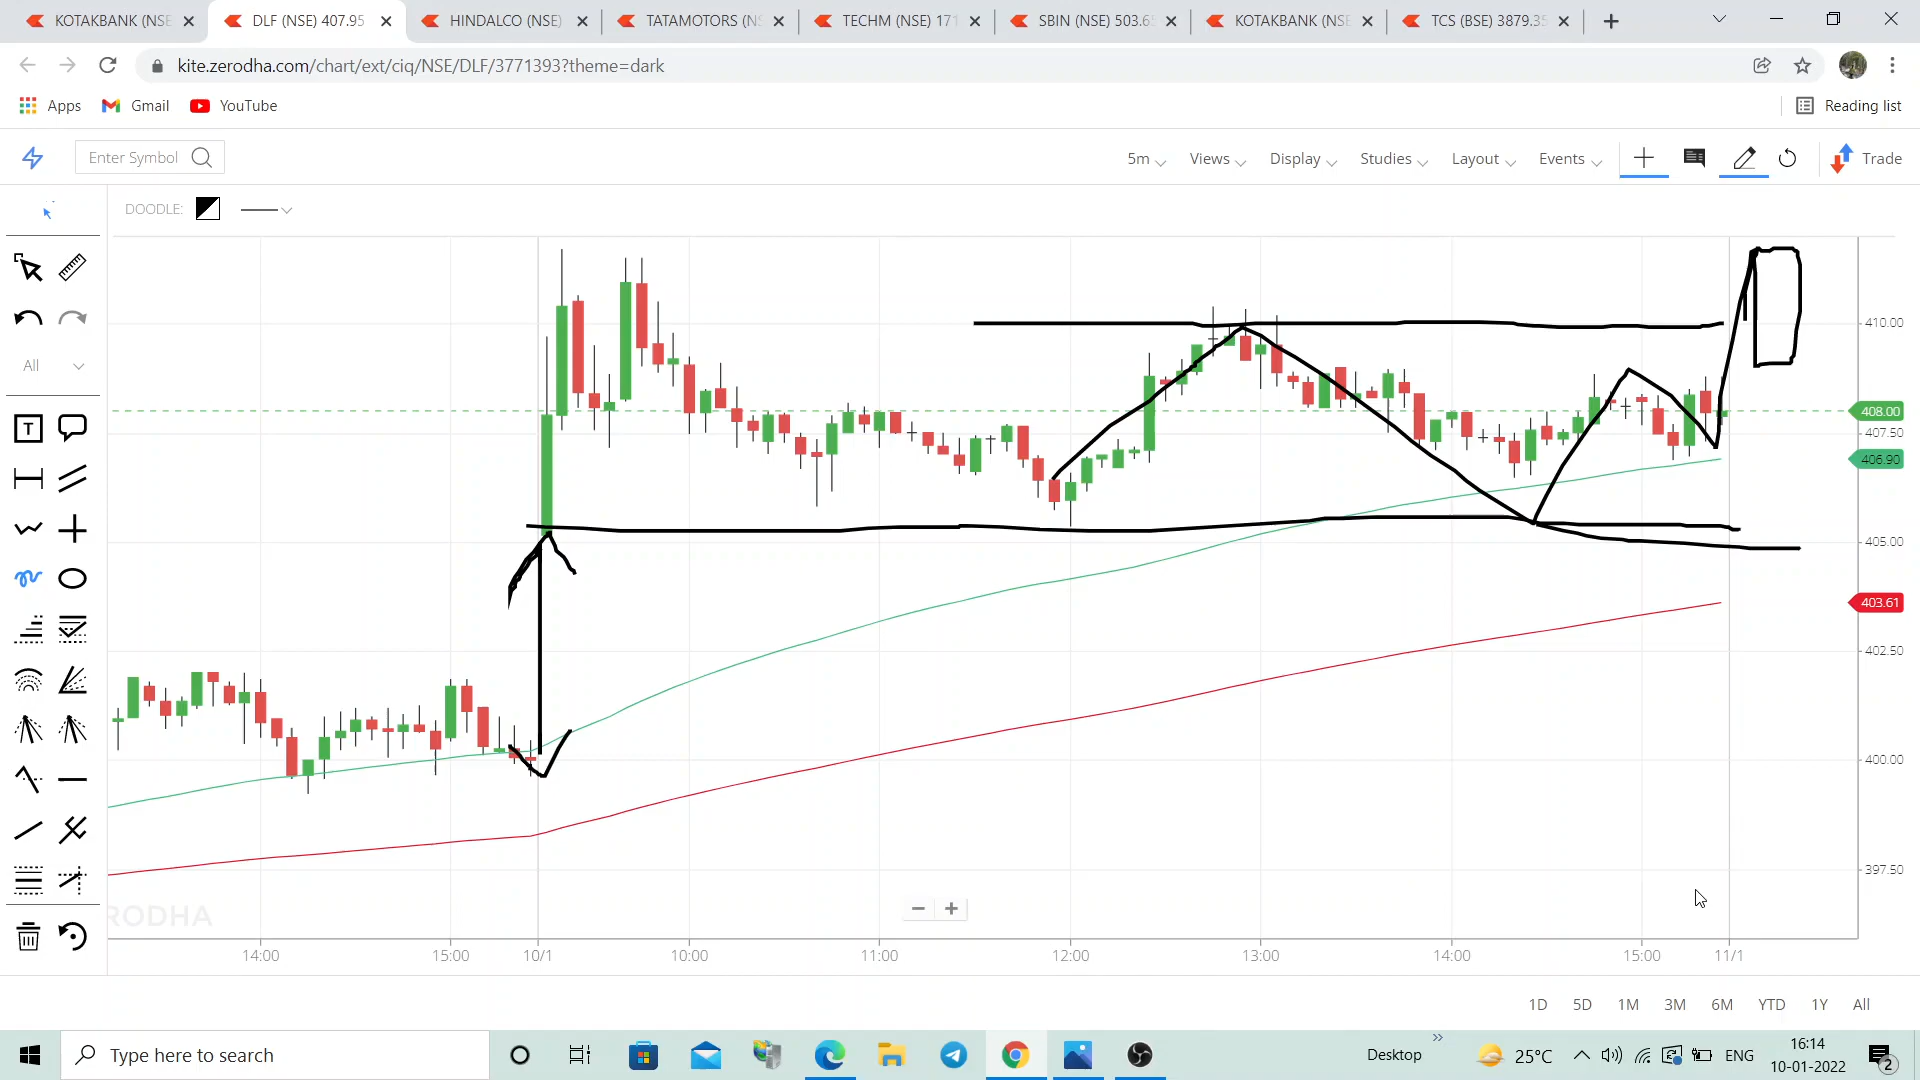 KOTAKBANK (NSE
DLF (NSE) 407.95
HINDALCO (NSE)
TATAMOTORS (NS
TECHM (NSE) 171
SBIN (NSE) 503.65
KOTAKBANK (NSE
TCS (BSE) 3879.35
kite.zerodha.com/chart/ext/ciq/NSE/DLF/3771393?theme=dark
Apps
Gmail
YouTube
Reading list
Enter Symbol
5m
Views
Display
Studies
Layout
Events
Trade
DOODLE:
All
T
410.00
408.00
407.50
406.90
405.00
403.61
402.50
400.00
397.50
RODHA
14:00
15:00
10/1
10:00
11:00
12:00
13:00
14:00
15:00
11/1
1D
5D
1M
3M
6M
YTD
1Y
All
Type here to search
Desktop
25°C
ENG
16:14
10-01-2022
2